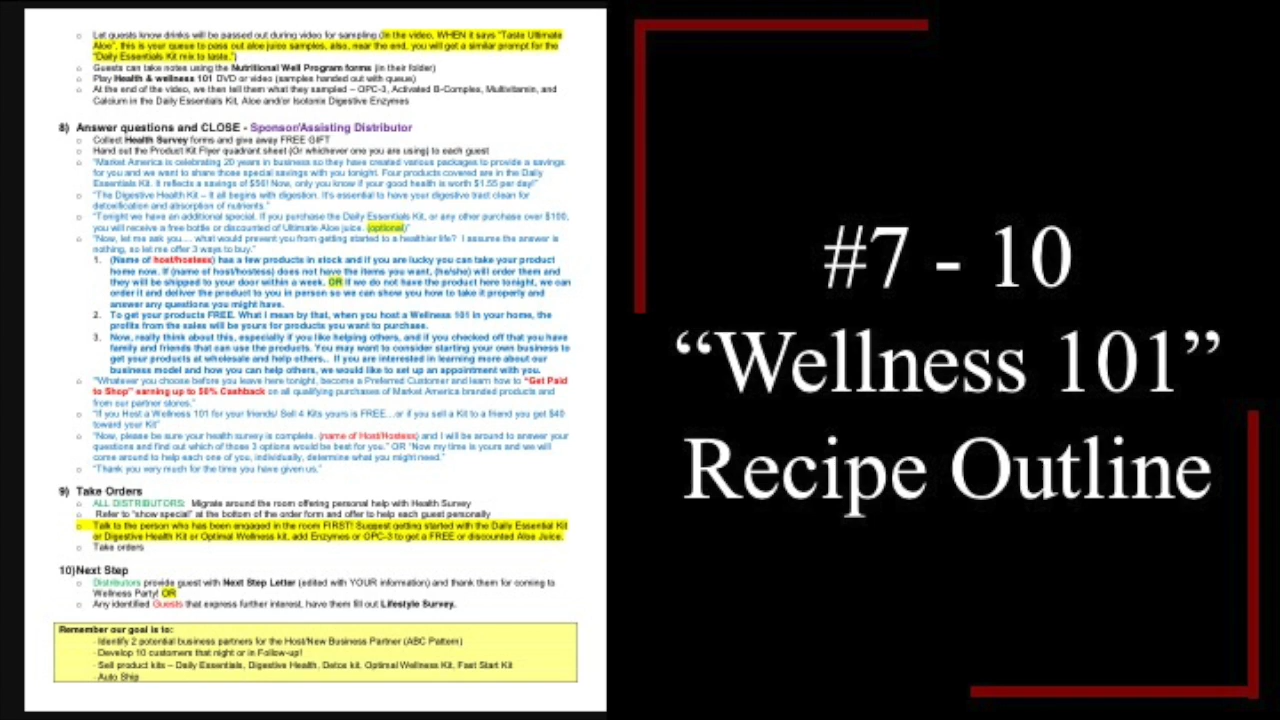 o Let guests know drinks will be passed out during video for sampling (In the video, WHEN it says "Taste Ultimate
Aloe", this is your queue to pass out aloe juice samples, also, near the end, you will get a similar prompt for the
"Daily Essentials Kit mix to taste.")
o Guests can take notes using the Nutritional Well Program forms (in their folder)
o Play Health & wellness 101 DVD or video (samples handed out with queue)
o At the end of the video, we then tell them what they sampled – OPC-3, Activated B-Complex, Multivitamin, and
Calcium in the Daily Essentials Kit, Aloe and/or Isotonix Digestive Enzymes
8) Answer questions and CLOSE - Sponsor/Assisting Distributor
o Collect Health Survey forms and give away FREE GIFT
o Hand out the Product Kit Flyer quadrant sheet (Or whichever one you are using) to each guest
o "Market America is celebrating 20 years in business so they have created various packages to provide a savings
for you and we want to share those special savings with you tonight. Four products covered are in the Daily
Essentials Kit. It reflects a savings of $56! Now, only you know if your good health is worth $1.55 per day!"
o "The Digestive Health Kit – It all begins with digestion. It's essential to have your digestive tract clean for
detoxification and absorption of nutrients."
o "Tonight we have an additional special. If you purchase the Daily Essentials Kit, or any other purchase over $100,
you will receive a free bottle or discounted of Ultimate Aloe juice. (optional)"
o "Now, let me ask you.... what would prevent you from getting started to a healthier life? I assume the answer is
nothing, so let me offer 3 ways to buy."
1. (Name of host/hostess) has a few products in stock and if you are lucky you can take your product
home now. If (name of host/hostess) does not have the items you want, (he/she) will order them and
they will be shipped to your door within a week, OR If we do not have the product here tonight, we can
order it and deliver the product to you in person so we can show you how to take it properly and
answer any questions you might have.
2. To get your products FREE. What I mean by that, when you host a Wellness 101 in your home, the
profits from the sales will be yours for products you want to purchase.
3. Now, really think about this, especially if you like helping others, and if you checked off that you have
family and friends that can use the products. You may want to consider starting your own business to
get your products at wholesale and help others.. If you are interested in learning more about our
business model and how you can help others, we would like to set up an appointment with you.
o "Whatever you choose before you leave here tonight, become a Preferred Customer and learn how to "Get Paid
to Shop" earning up to 50% Cashback on all qualifying purchases of Market America branded products and
from our partner stores."
o "If you Host a Wellness 101 for your friends/ Sell 4 Kits yours is FREE...or if you sell a Kit to a friend you get $40
toward your Kit"
o "Now, please be sure your health survey is complete. (name of Host/Hostess) and I will be around to answer your
questions and find out which of those 3 options would be best for you." OR "Now my time is yours and we will
come around to help each one of you, individually, determine what you might need."
o "Thank you very much for the time you have given us."
9) Take Orders
o ALL DISTRIBUTORS: Migrate around the room offering personal help with Health Survey
o Refer to "show special" at the bottom of the order form and offer to help each guest personally
o Talk to the person who has been engaged in the room FIRST! Suggest getting started with the Daily Essential Kit
or Digestive Health Kit or Optimal Wellness kit, add Enzymes or OPC-3 to get a FREE or discounted Aloe Juice.
o Take orders
10)Next Step
o Distributors provide guest with Next Step Letter (edited with YOUR information) and thank them for coming to
Wellness Party! OR
o Any identified Guests that express further interest, have them fill out Lifestyle Survey.
Remember our goal is to:
· Identify 2 potential business partners for the Host/New Business Partner (ABC Pattern)
· Develop 10 customers that night or in Follow-up!
· Sell product kits – Daily Essentials, Digestive Health, Detox kit, Optimal Wellness Kit, Fast Start Kit
· Auto Ship
#7 - 10
“Wellness 101”
Recipe Outline